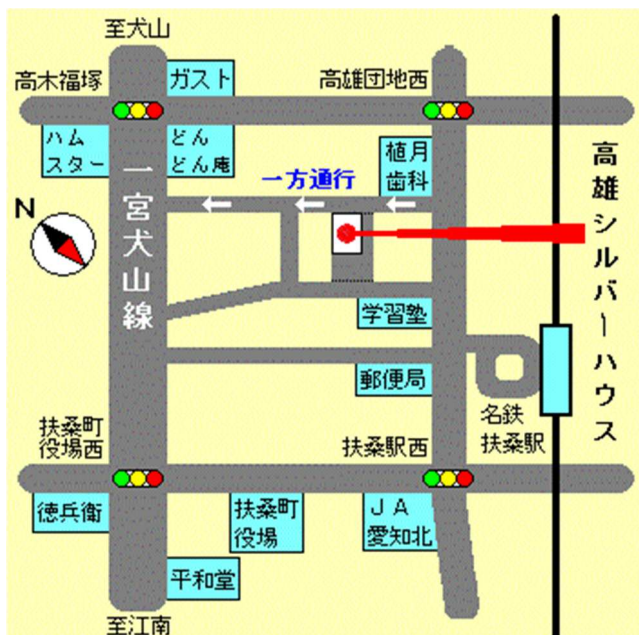 至犬山
高木福塚
ガスト
高雄団地西
ハム
スター
どん
どん庵
植月
歯科
一方通行
N
一宮犬山線
高雄シルバーハウス
学習塾
郵便局
名鉄
扶桑駅
扶桑町
役場西
扶桑駅西
徳兵衛
扶桑町
役場
JA
愛知北
平和堂
至江南